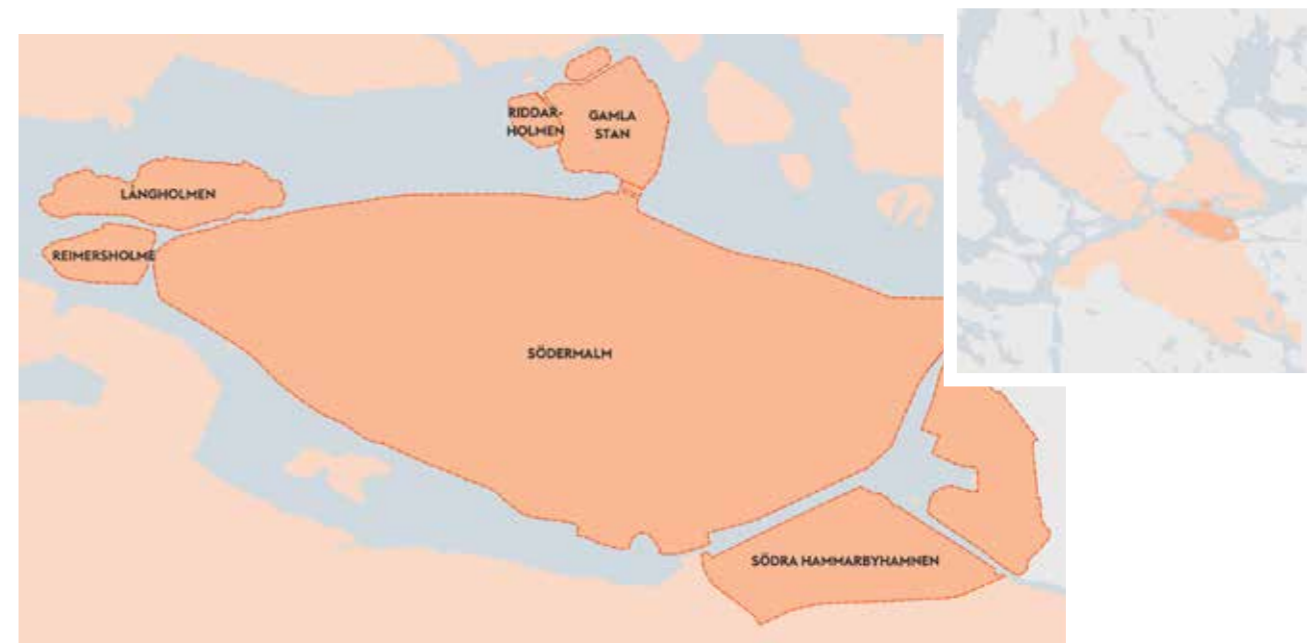 RIDDAR-
HOLMEN
GAMLA
STAN
LÅNGHOLMEN
REIMERSHOLME
SÖDERMALM
SÖDRA HAMMARBYHAMNEN